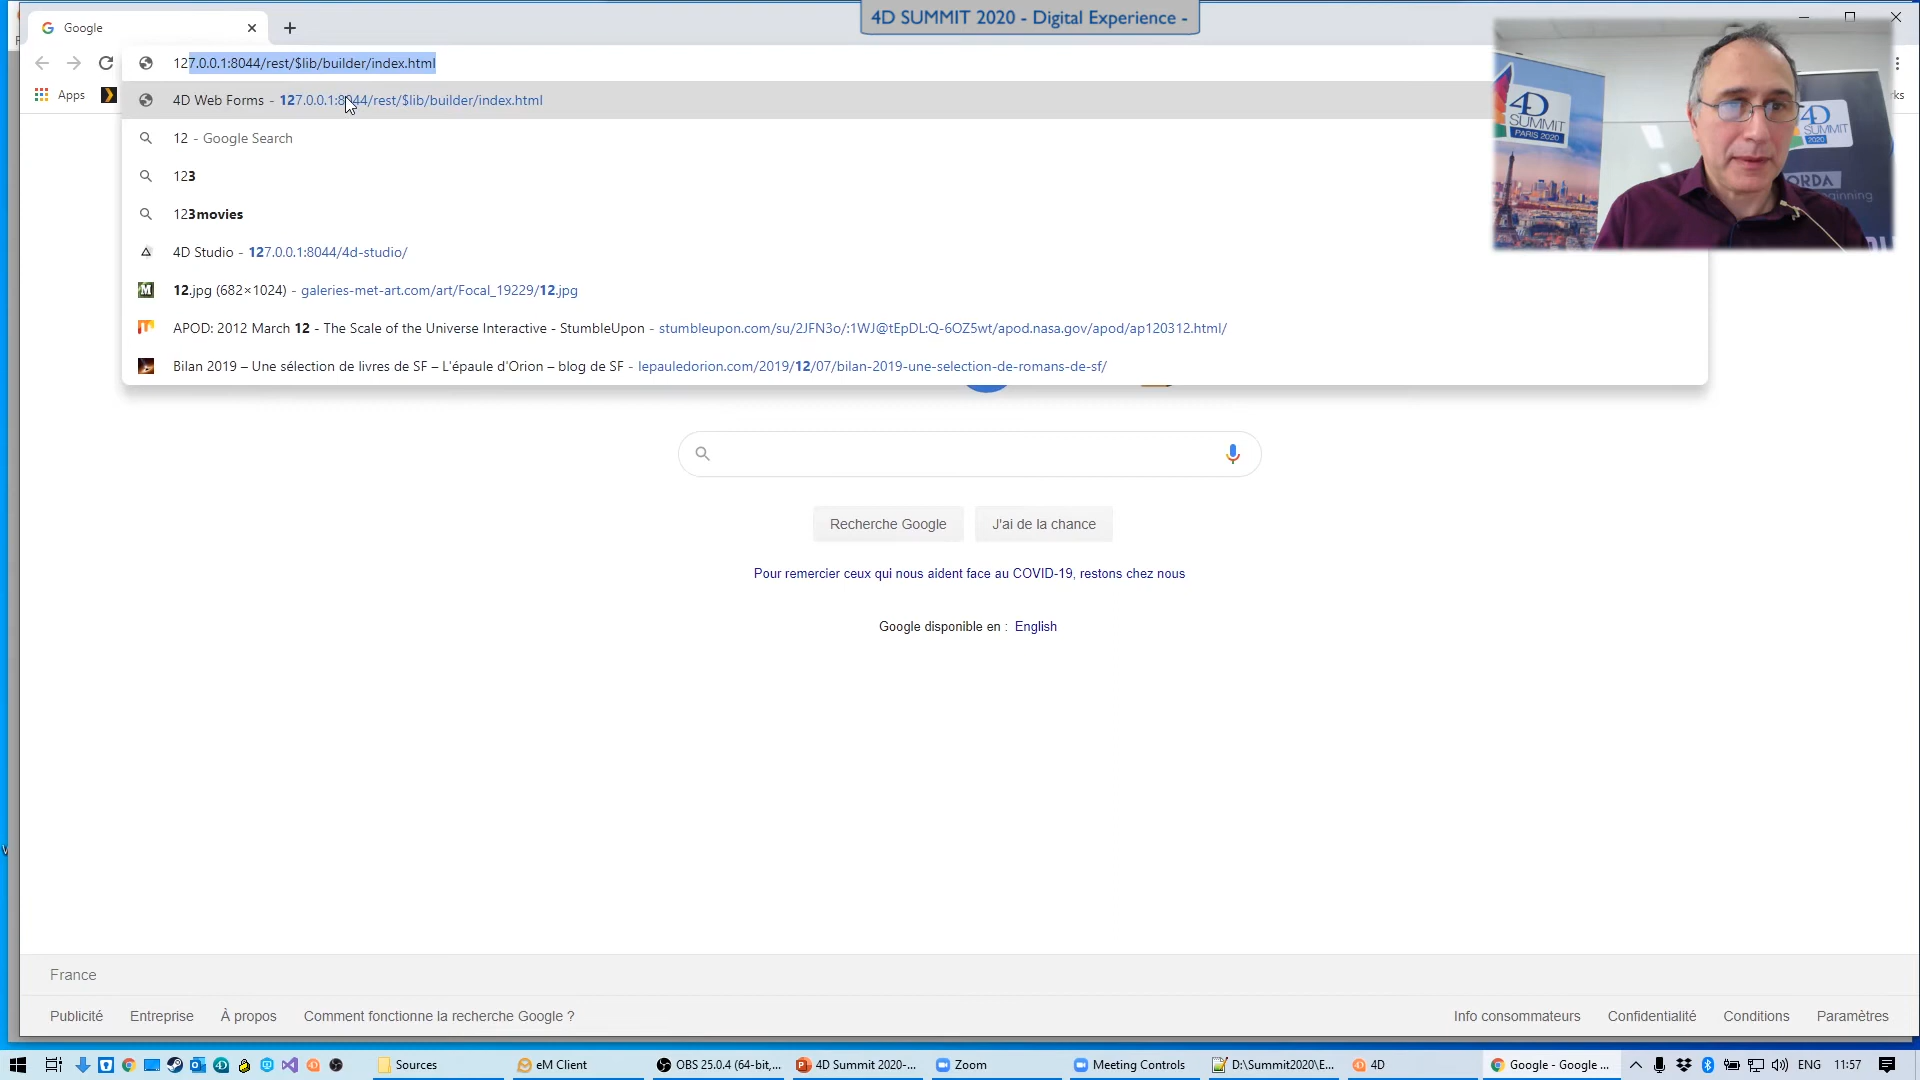 4D SUMMIT 2020 - Digital Experience -
Google
127.0.0.1:8044/rest/$lib/builder/index.html
Apps
4D Web Forms - 127.0.0.1:8044/rest/$lib/builder/index.html
12 - Google Search
123
123movies
4D Studio - 127.0.0.1:8044/4d-studio/
12.jpg (682×1024) - galeries-met-art.com/art/Focal_19229/12.jpg
APOD: 2012 March 12 - The Scale of the Universe Interactive - StumbleUpon - stumbleupon.com/su/2JFN3o/:1WJ@tEpDL:Q-6OZ5wt/apod.nasa.gov/apod/ap120312.html/
Bilan 2019 – Une sélection de livres de SF – L'épaule d'Orion – blog de SF - lepauledorion.com/2019/12/07/bilan-2019-une-selection-de-romans-de-sf/
4D
SUMMIT
PARIS 2020
4D
SUMMIT
2020
Recherche Google
J'ai de la chance
Pour remercier ceux qui nous aident face au COVID-19, restons chez nous
Google disponible en : English
France
Publicité
Entreprise
À propos
Comment fonctionne la recherche Google ?
Info consommateurs
Confidentialité
Conditions
Paramètres
Sources
eM Client
OBS 25.0.4 (64-bit,...
4D Summit 2020-...
Zoom
Meeting Controls
D:\Summit2020\E...
4D
Google - Google ...
ENG
11:57